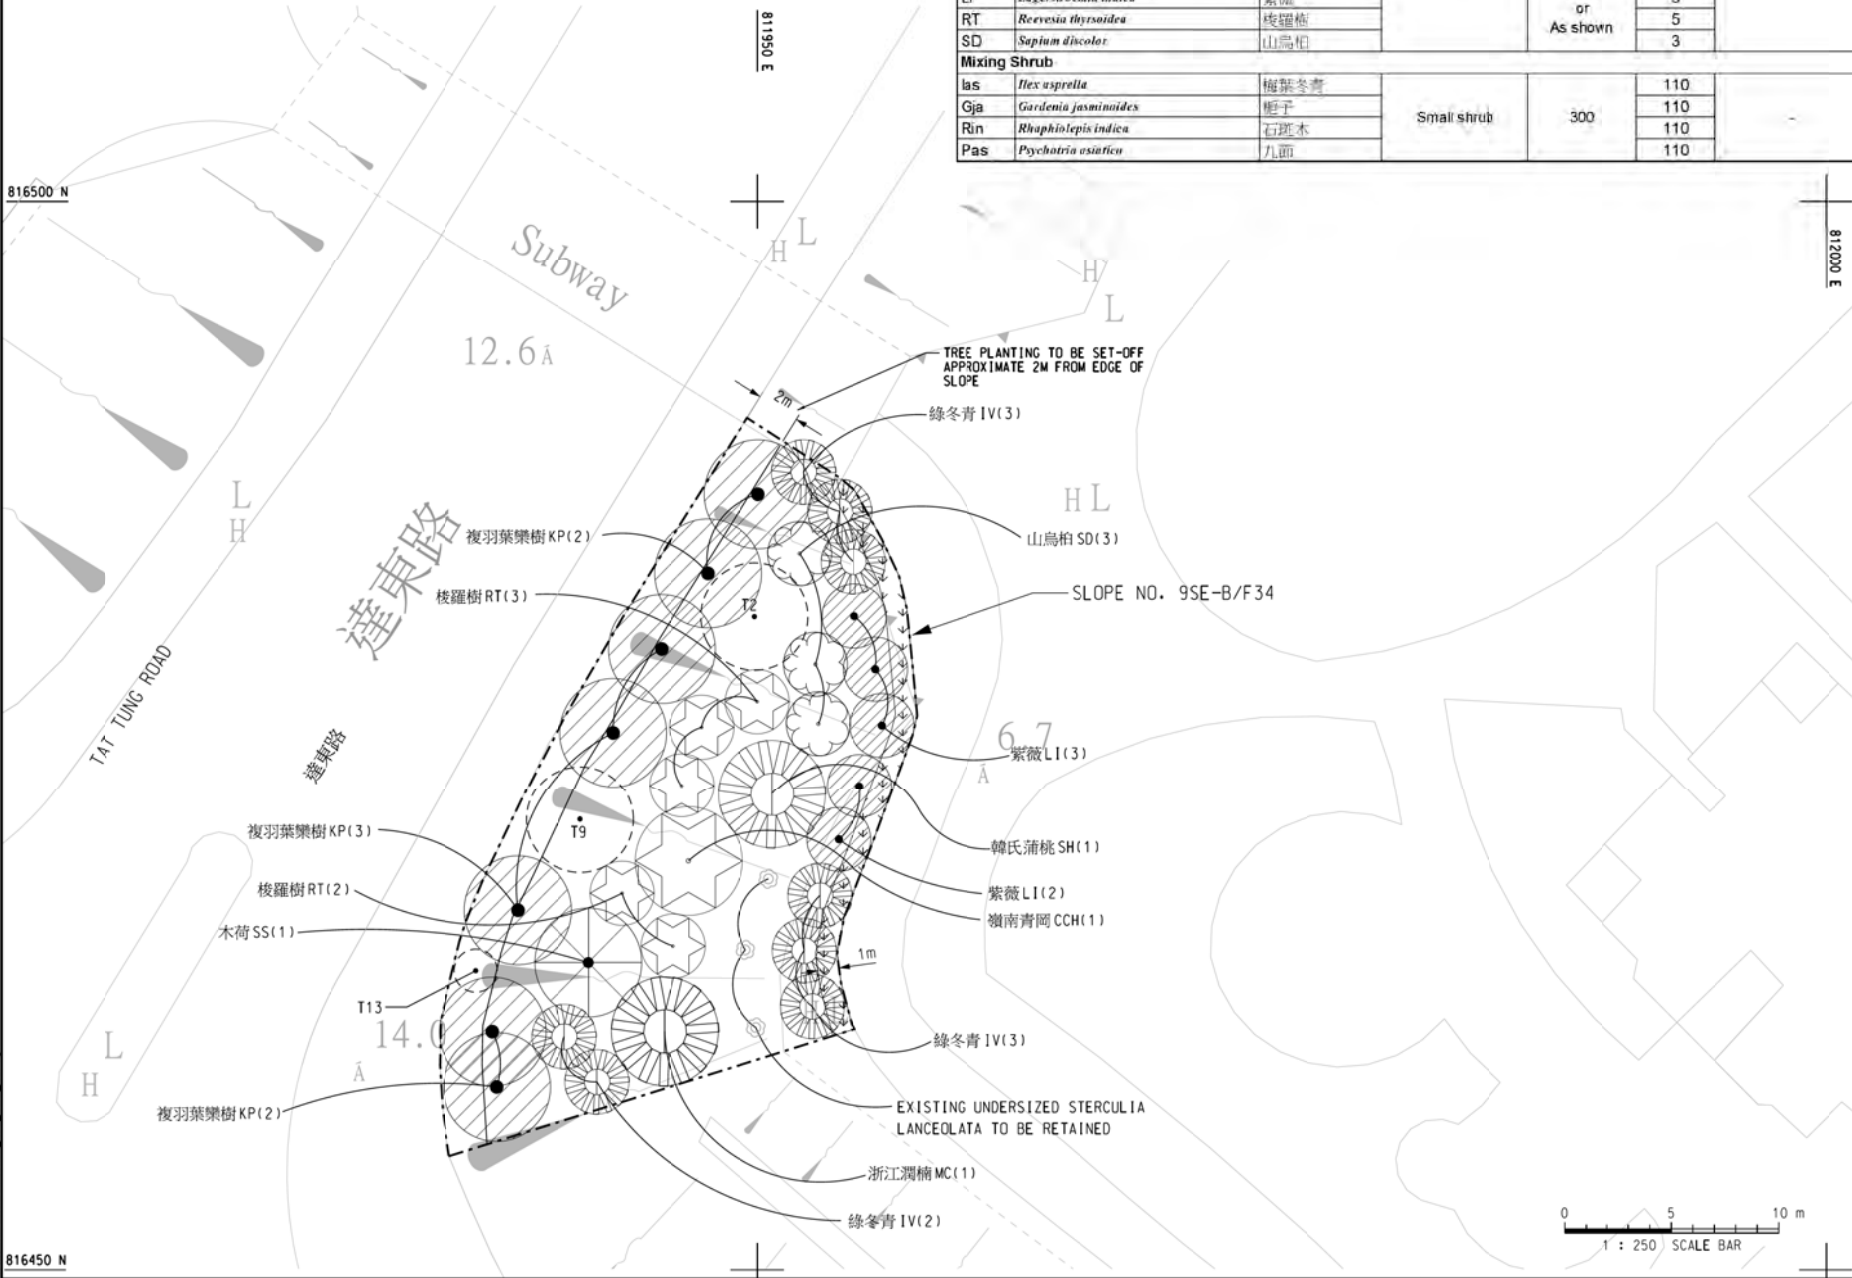 811950 E
or
As shown
RT Reevesia thyrsoidea 梭羅樹 5
SD Sapium discolor 山烏桕 3
Mixing Shrub
Ias Ilex asprella 梅葉冬青 110
Gja Gardenia jasminoides 梔子 110
Small shrub 300 -
Rin Rhaphiolepis indica 石斑木 110
Pas Psychotria asiatica 九節 110
816500 N
812000 E
Subway
H L
H
L
12.6
TREE PLANTING TO BE SET-OFF
APPROXIMATE 2M FROM EDGE OF
SLOPE
2m
綠冬青 IV(3)
L
H
H L
複羽葉欒樹 KP(2)
山烏桕 SD(3)
達東路
梭羅樹 RT(3)
T2
SLOPE NO. 9SE-B/F34
TAT TUNG ROAD
達東路
6.7
紫薇 LI(3)
T9
複羽葉欒樹 KP(3)
韓氏蒲桃 SH(1)
梭羅樹 RT(2)
紫薇 LI(2)
嶺南青岡 CCH(1)
木荷 SS(1)
1m
T13
14.0
L
H
綠冬青 IV(3)
複羽葉欒樹 KP(2)
EXISTING UNDERSIZED STERCULIA
LANCEOLATA TO BE RETAINED
浙江潤楠 MC(1)
綠冬青 IV(2)
0 5 10 m
1 : 250 SCALE BAR
816450 N